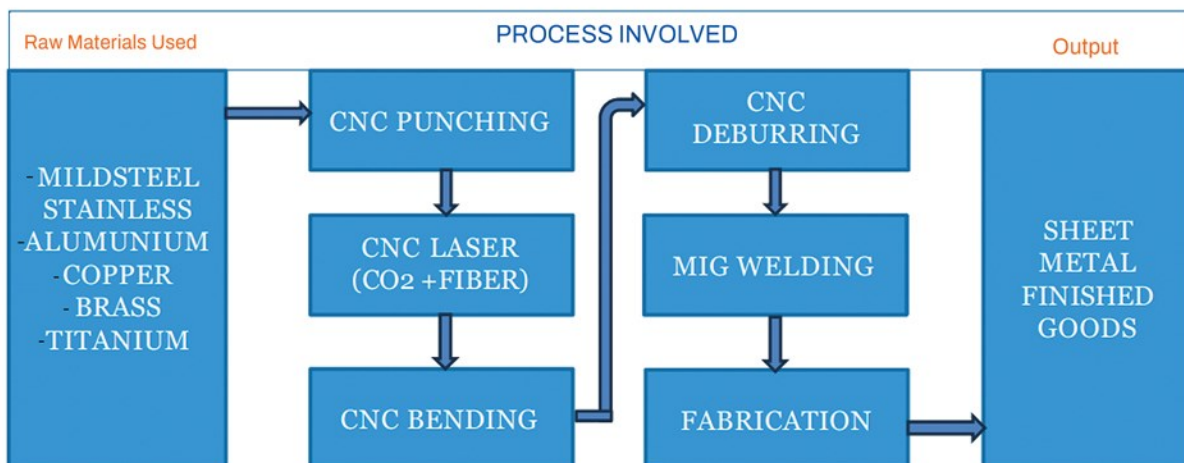 Raw Materials Used
PROCESS INVOLVED
Output
-MILDSTEEL
STAINLESS
-ALUMUNIUM
-COPPER
-BRASS
-TITANIUM
CNC PUNCHING
CNC LASER
(CO2 +FIBER)
CNC BENDING
CNC
DEBURRING
MIG WELDING
FABRICATION
SHEET
METAL
FINISHED
GOODS